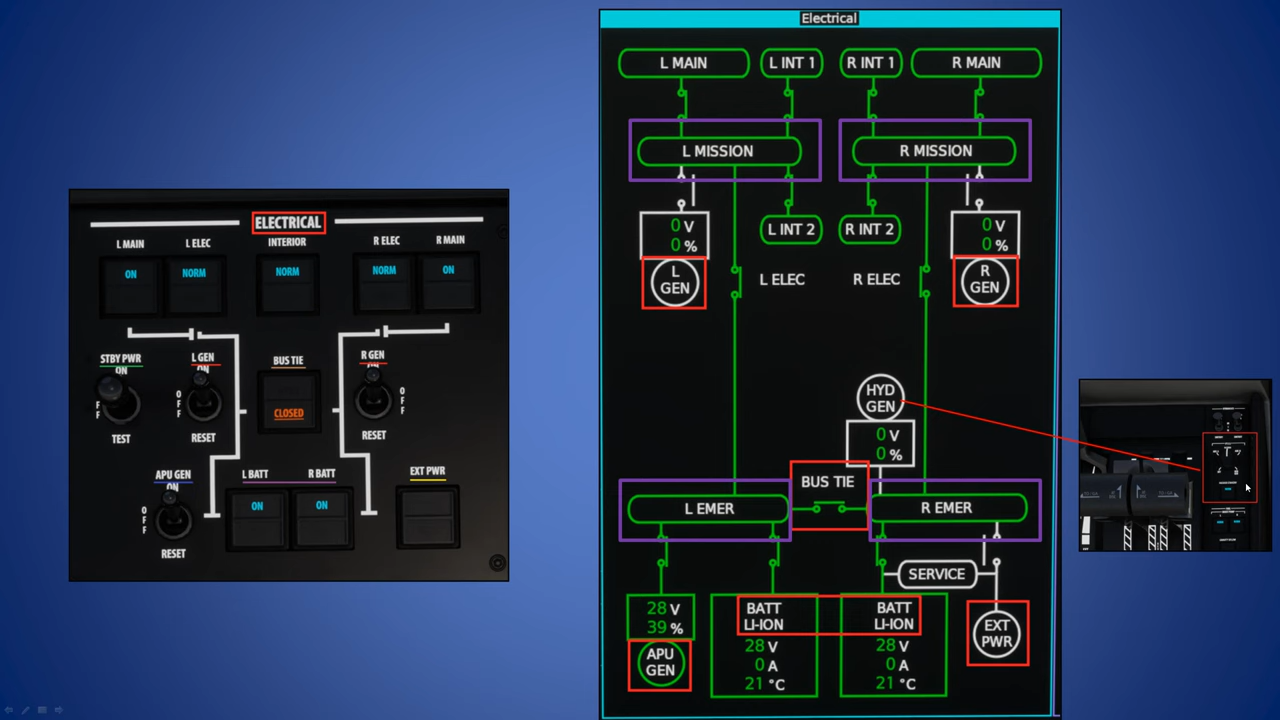 ELECTRICAL
L MAIN L ELEC INTERIOR R ELEC R MAIN
ON NORM NORM NORM ON
STBY PWR L GEN BUS TIE R GEN
ON ON ON
OFF OFF OFF
CLOSED
TEST RESET RESET
APU GEN L BATT R BATT EXT PWR
ON ON ON
OFF
RESET
Electrical
L MAIN L INT 1 R INT 1 R MAIN
L MISSION R MISSION
0 V L INT 2 R INT 2 0 V
0 % 0 %
L GEN L ELEC R ELEC R GEN
HYD
GEN
0 V
0 %
BUS TIE
L EMER R EMER
SERVICE
28 V BATT BATT
39 % LI-ION LI-ION
APU GEN
28 V 28 V
0 A 0 A
21 °C 21 °C
EXT
PWR